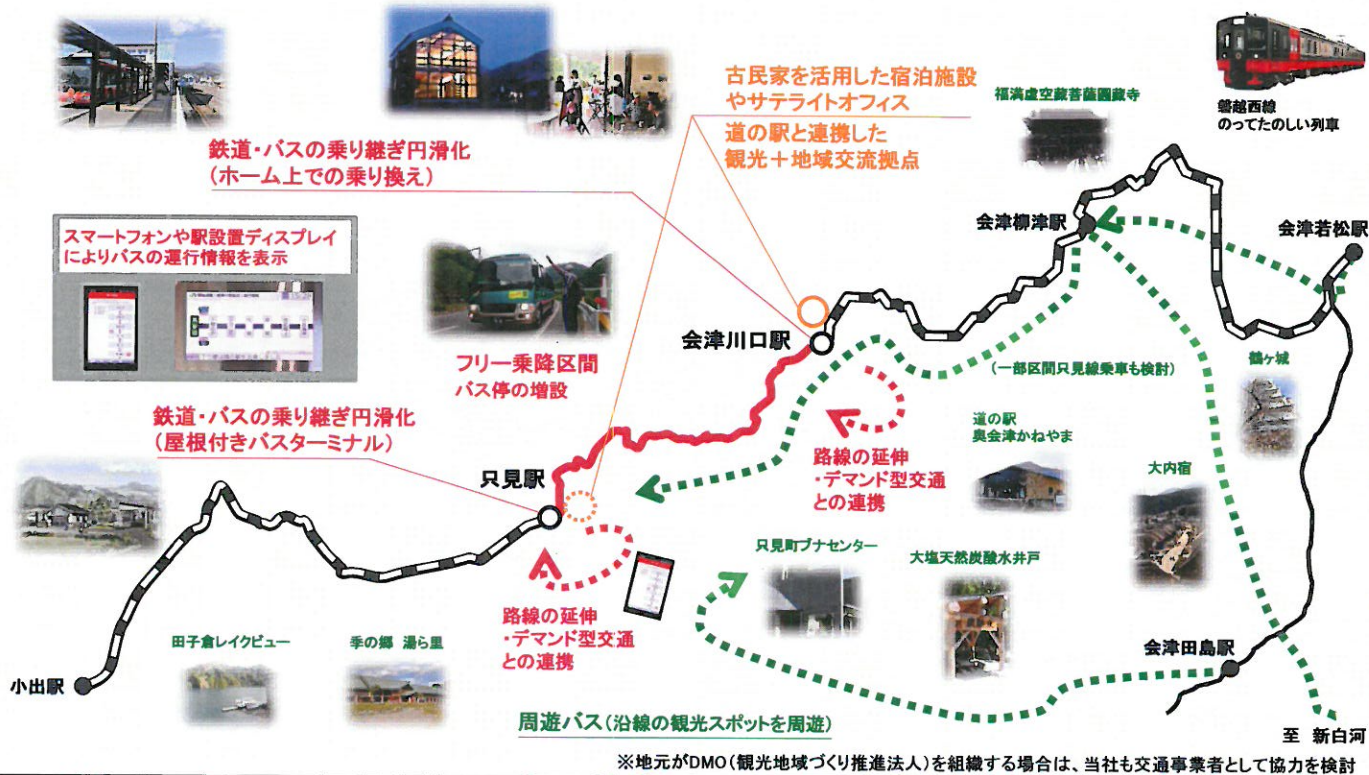 古民家を活用した宿泊施設
やサテライトオフィス
道の駅と連携した
観光＋地域交流拠点
福満虚空蔵菩薩圓蔵寺
磐越西線
のってたのしい列車
鉄道・バスの乗り継ぎ円滑化
(ホーム上での乗り換え)
スマートフォンや駅設置ディスプレイ
によりバスの運行情報を表示
会津柳津駅
会津若松駅
会津川口駅
フリー乗降区間
バス停の増設
(一部区間只見線乗車も検討)
鶴ヶ城
鉄道・バスの乗り継ぎ円滑化
(屋根付きバスターミナル)
道の駅
奥会津かねやま
路線の延伸
・デマンド型交通
との連携
大内宿
只見駅
只見町ブナセンター
大塩天然炭酸水井戸
路線の延伸
・デマンド型交通
との連携
田子倉レイクビュー
季の郷 湯ら里
会津田島駅
小出駅
周遊バス(沿線の観光スポットを周遊)
至 新白河
※地元がDMO(観光地域づくり推進法人)を組織する場合は、当社も交通事業者として協力を検討